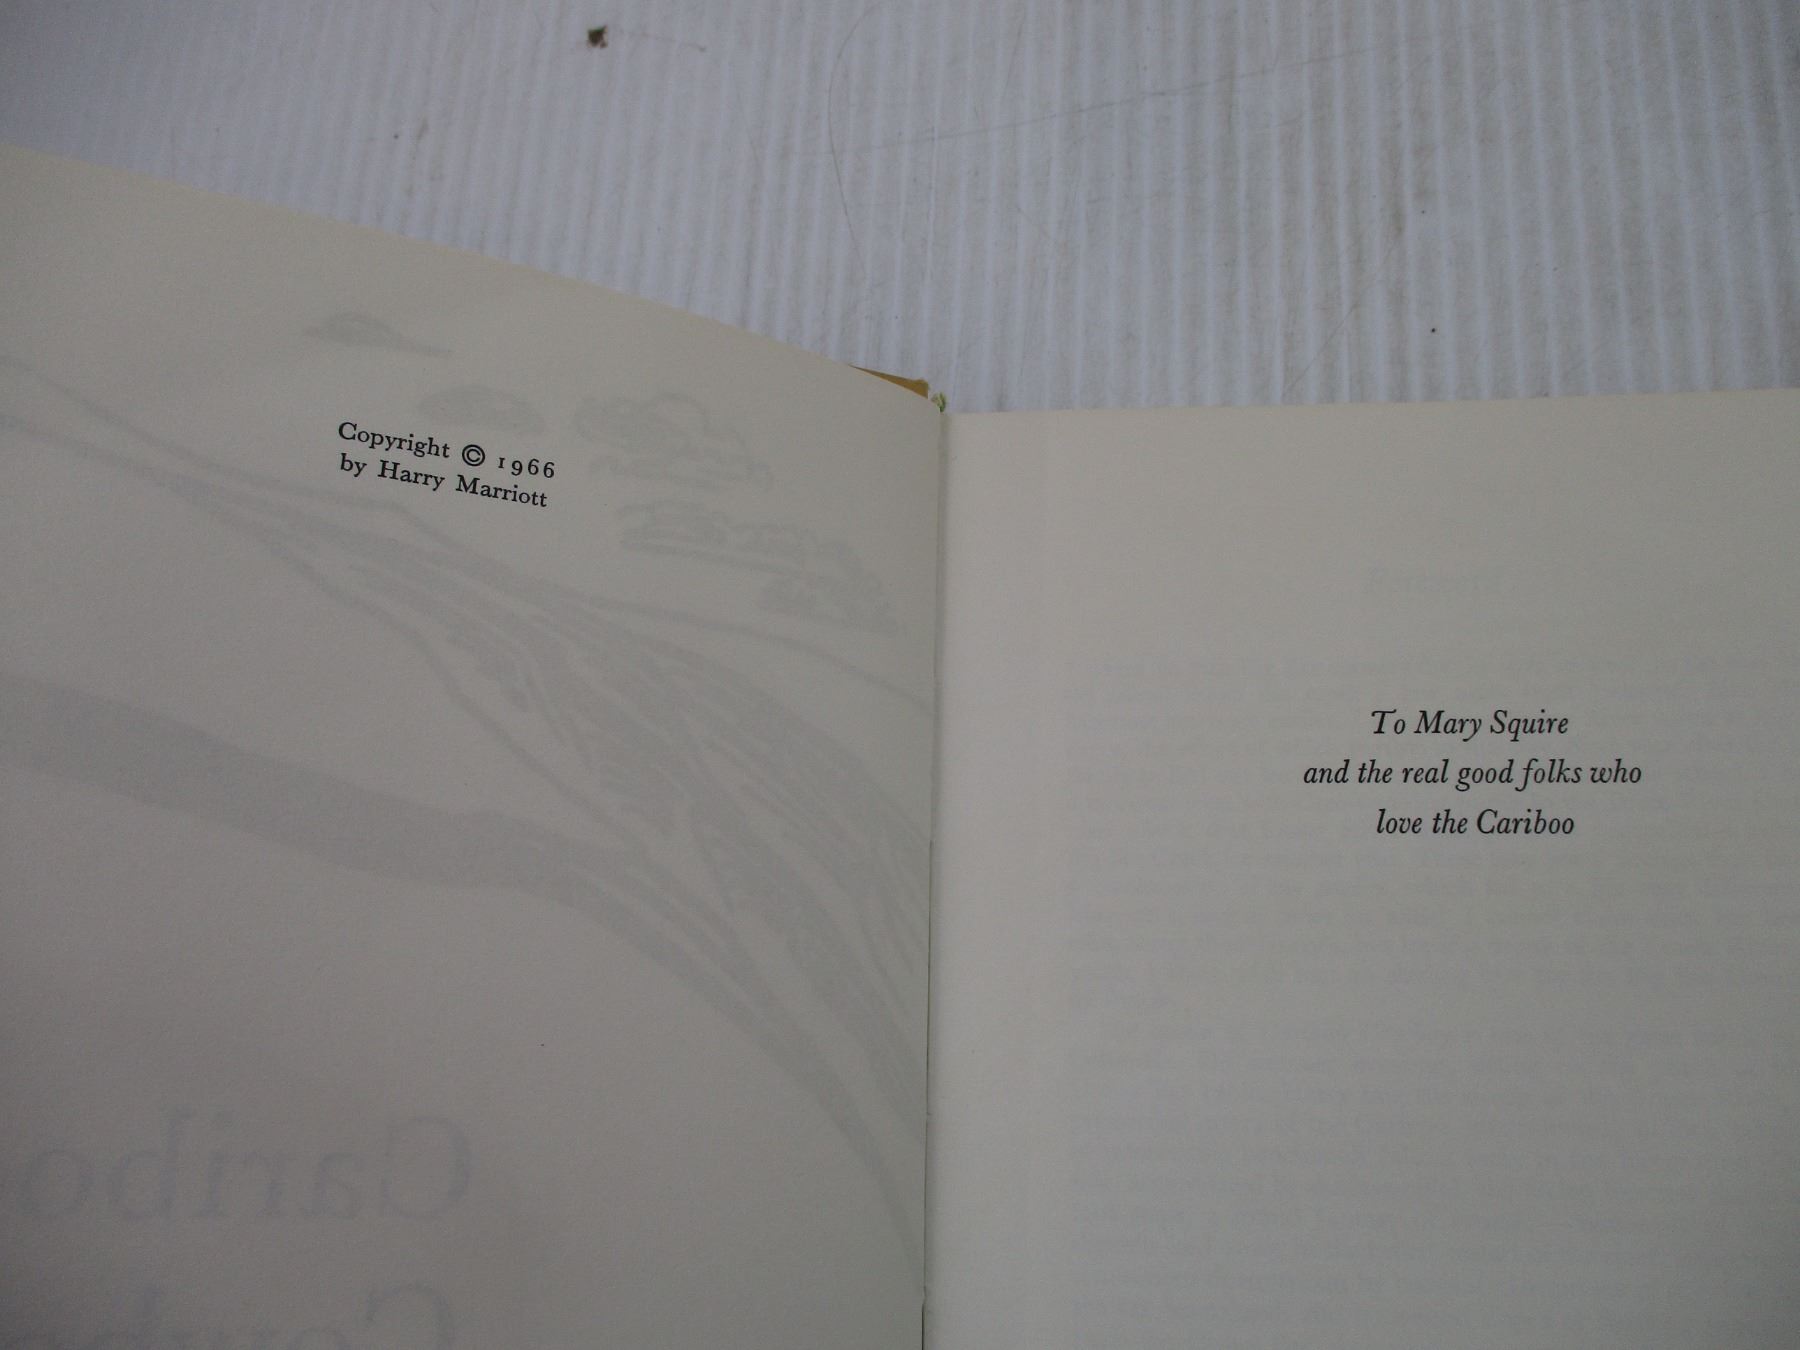 Copyright © 1966
by Harry Marriott
To Mary Squire
and the real good folks who
love the Cariboo